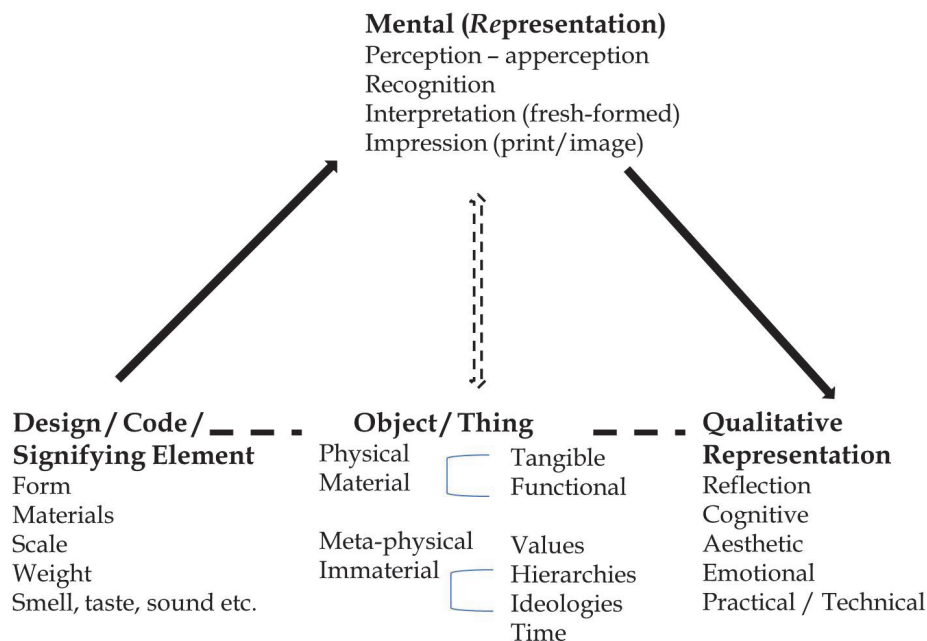 Mental (Representation)
Perception – apperception
Recognition
Interpretation (fresh-formed)
Impression (print/image)
Design/Code/
Signifying Element
Form
Materials
Scale
Weight
Smell, taste, sound etc.
Object/Thing
Physical
Material
Tangible
Functional
Meta-physical
Immaterial
Values
Hierarchies
Ideologies
Time
Qualitative
Representation
Reflection
Cognitive
Aesthetic
Emotional
Practical / Technical